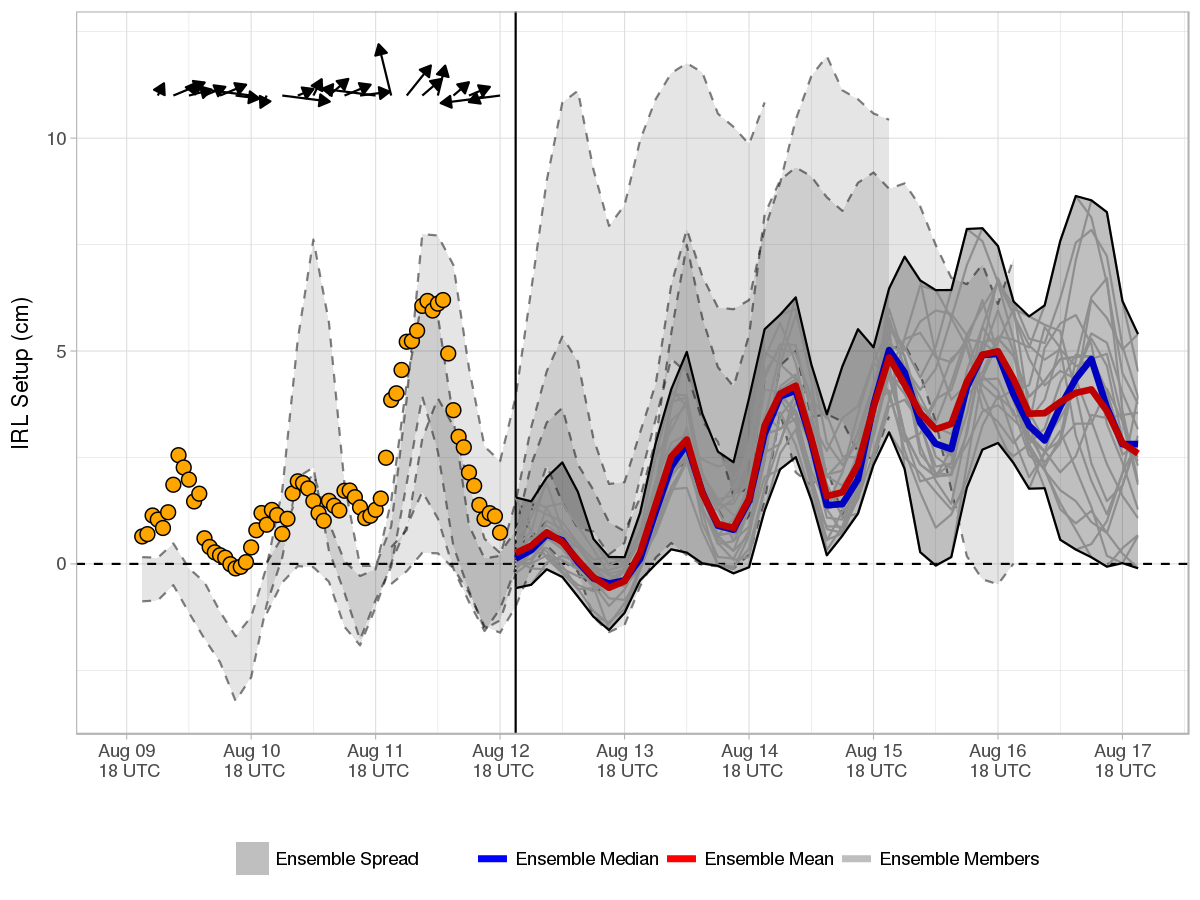 IRL Setup (cm)
10
5
0
Aug 09 Aug 10 Aug 11 Aug 12 Aug 13 Aug 14 Aug 15 Aug 16 Aug 17
18 UTC 18 UTC 18 UTC 18 UTC 18 UTC 18 UTC 18 UTC 18 UTC 18 UTC
Ensemble Spread Ensemble Median Ensemble Mean Ensemble Members